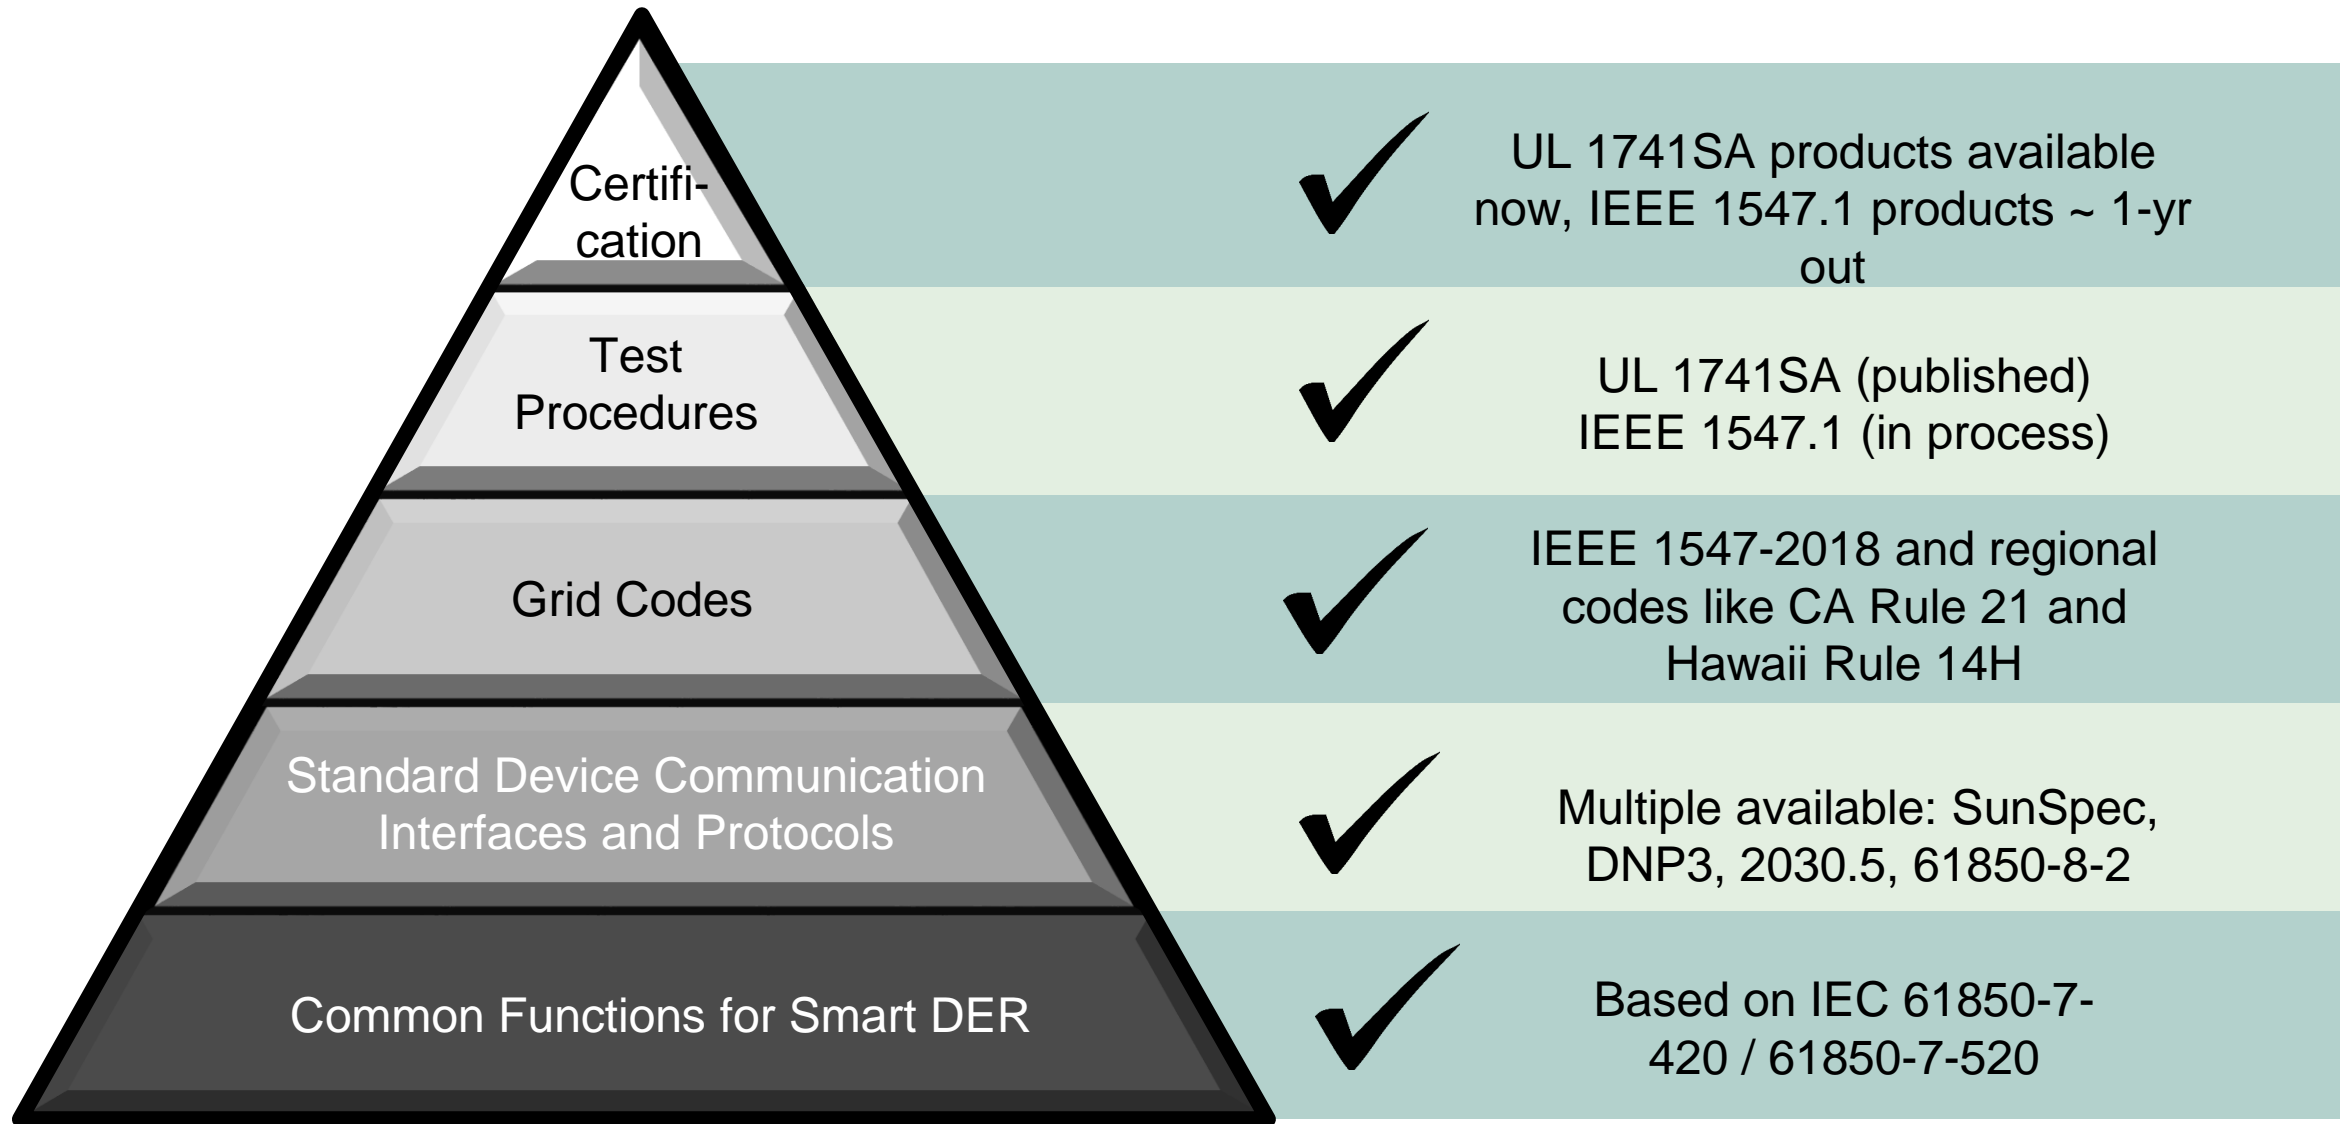 Certifi-
cation
UL 1741SA products available
now, IEEE 1547.1 products ~ 1-yr
out
Test
Procedures
UL 1741SA (published)
IEEE 1547.1 (in process)
Grid Codes
IEEE 1547-2018 and regional
codes like CA Rule 21 and
Hawaii Rule 14H
Standard Device Communication
Interfaces and Protocols
Multiple available: SunSpec,
DNP3, 2030.5, 61850-8-2
Common Functions for Smart DER
Based on IEC 61850-7-
420 / 61850-7-520